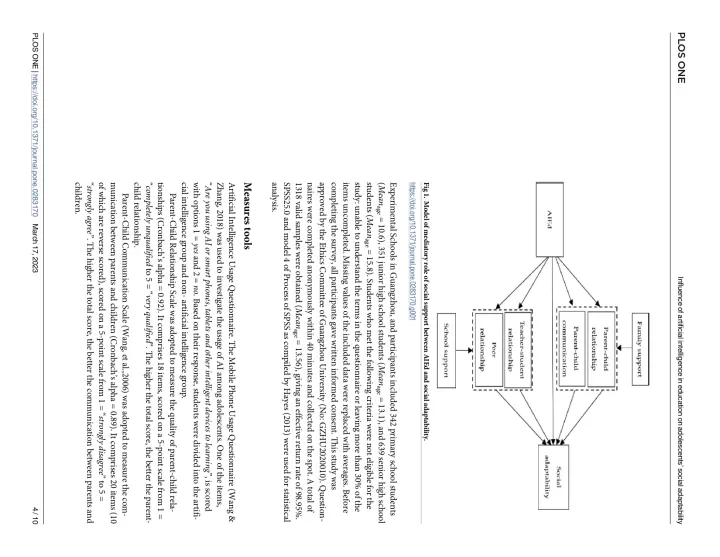 PLOS ONE
Influence of artificial intelligence in education on adolescents' social adaptability
Family support
Parent-child
relationship
Parent-child
communication
AIEd
Social
adaptability
Teacher-student
relationship
Peer
relationship
School support
Fig 1. Model of mediatory role of social support between AIEd and social adaptability.
https://doi.org/10.1371/journal.pone.0283170.g001
Experimental Schools in Guangzhou, and participants included 342 primary school students
(Mean age = 10.6), 351 junior high school students (Mean age = 13.1), and 639 senior high school
students (Mean age = 15.8). Students who met the following criteria were not eligible for the
study: unable to understand the terms in the questionnaire or leaving more than 30% of the
items uncompleted. Missing values of the included data were replaced with averages. Before
completing the survey, all participants gave written informed consent. This study was
approved by the Ethics Committee of Guangzhou University (No: GZHU2020010). Question-
naires were completed anonymously within 40 minutes and collected on the spot. A total of
1318 valid samples were obtained (Mean age = 13.56), giving an effective return rate of 98.95%.
SPSS25.0 and model 4 of Process of SPSS as compiled by Hayes (2013) were used for statistical
analysis.
Measures tools
Artificial Intelligence Usage Questionnaire. The Mobile Phone Usage Questionnaire (Wang &
Zhang, 2018) was used to investigate the usage of AI among adolescents. One of the items,
"Are you using AI or smart phones, tablets and other intelligent devices to learning", is scored
with options 1 = yes and 2 = no. Based on their response, students were divided into the artifi-
cial intelligence group and non- artificial intelligence group.
Parent-Child Relationship Scale was adopted to measure the quality of parent-child rela-
tionships (Cronbach's alpha = 0.92). It comprises 18 items, scored on a 5-point scale from 1 =
"completely unqualified to 5 = "very qualified". The higher the total score, the better the parent-
child relationship.
Parent-Child Communication Scale (Wang, et al.,2006) was adopted to measure the com-
munication between parents and children (Cronbach's alpha = 0.89). It comprises 20 items (10
of which are reverse scored), scored on a 5-point scale from 1 = "strongly disagree" to 5 =
"strongly agree". The higher the total score, the better the communication between parents and
children.
PLOS ONE | https://doi.org/10.1371/journal.pone.0283170 March 17, 2023
4 / 10